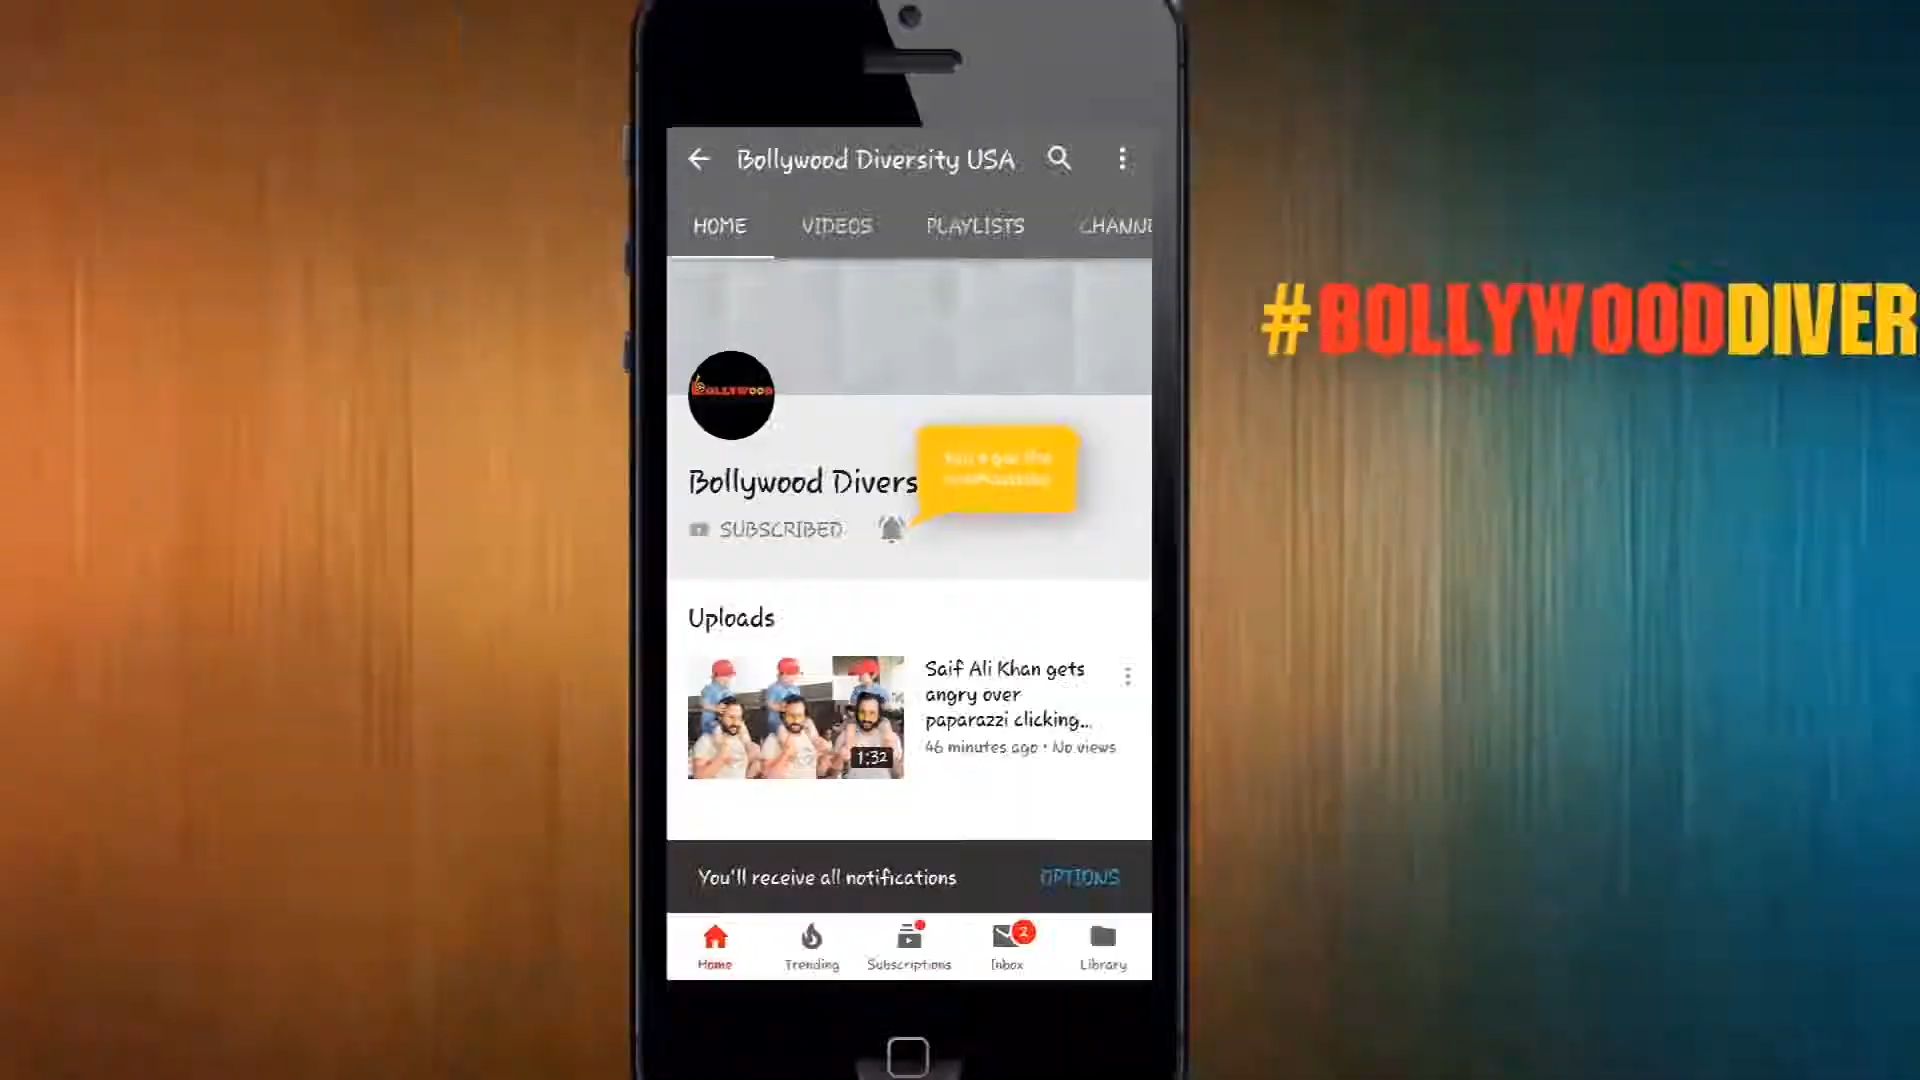 Bollywood Diversity USA
HOME VIDEOS PLAYLISTS CHANNE
#BOLLYWOODDIVER
BOLLYWOOD
Bollywood Divers
SUBSCRIBED
Uploads
Saif Ali Khan gets
angry over
paparazzi clicking...
46 minutes ago • No views
1:32
You'll receive all notifications OPTIONS
2
Home Trending Subscriptions Inbox Library